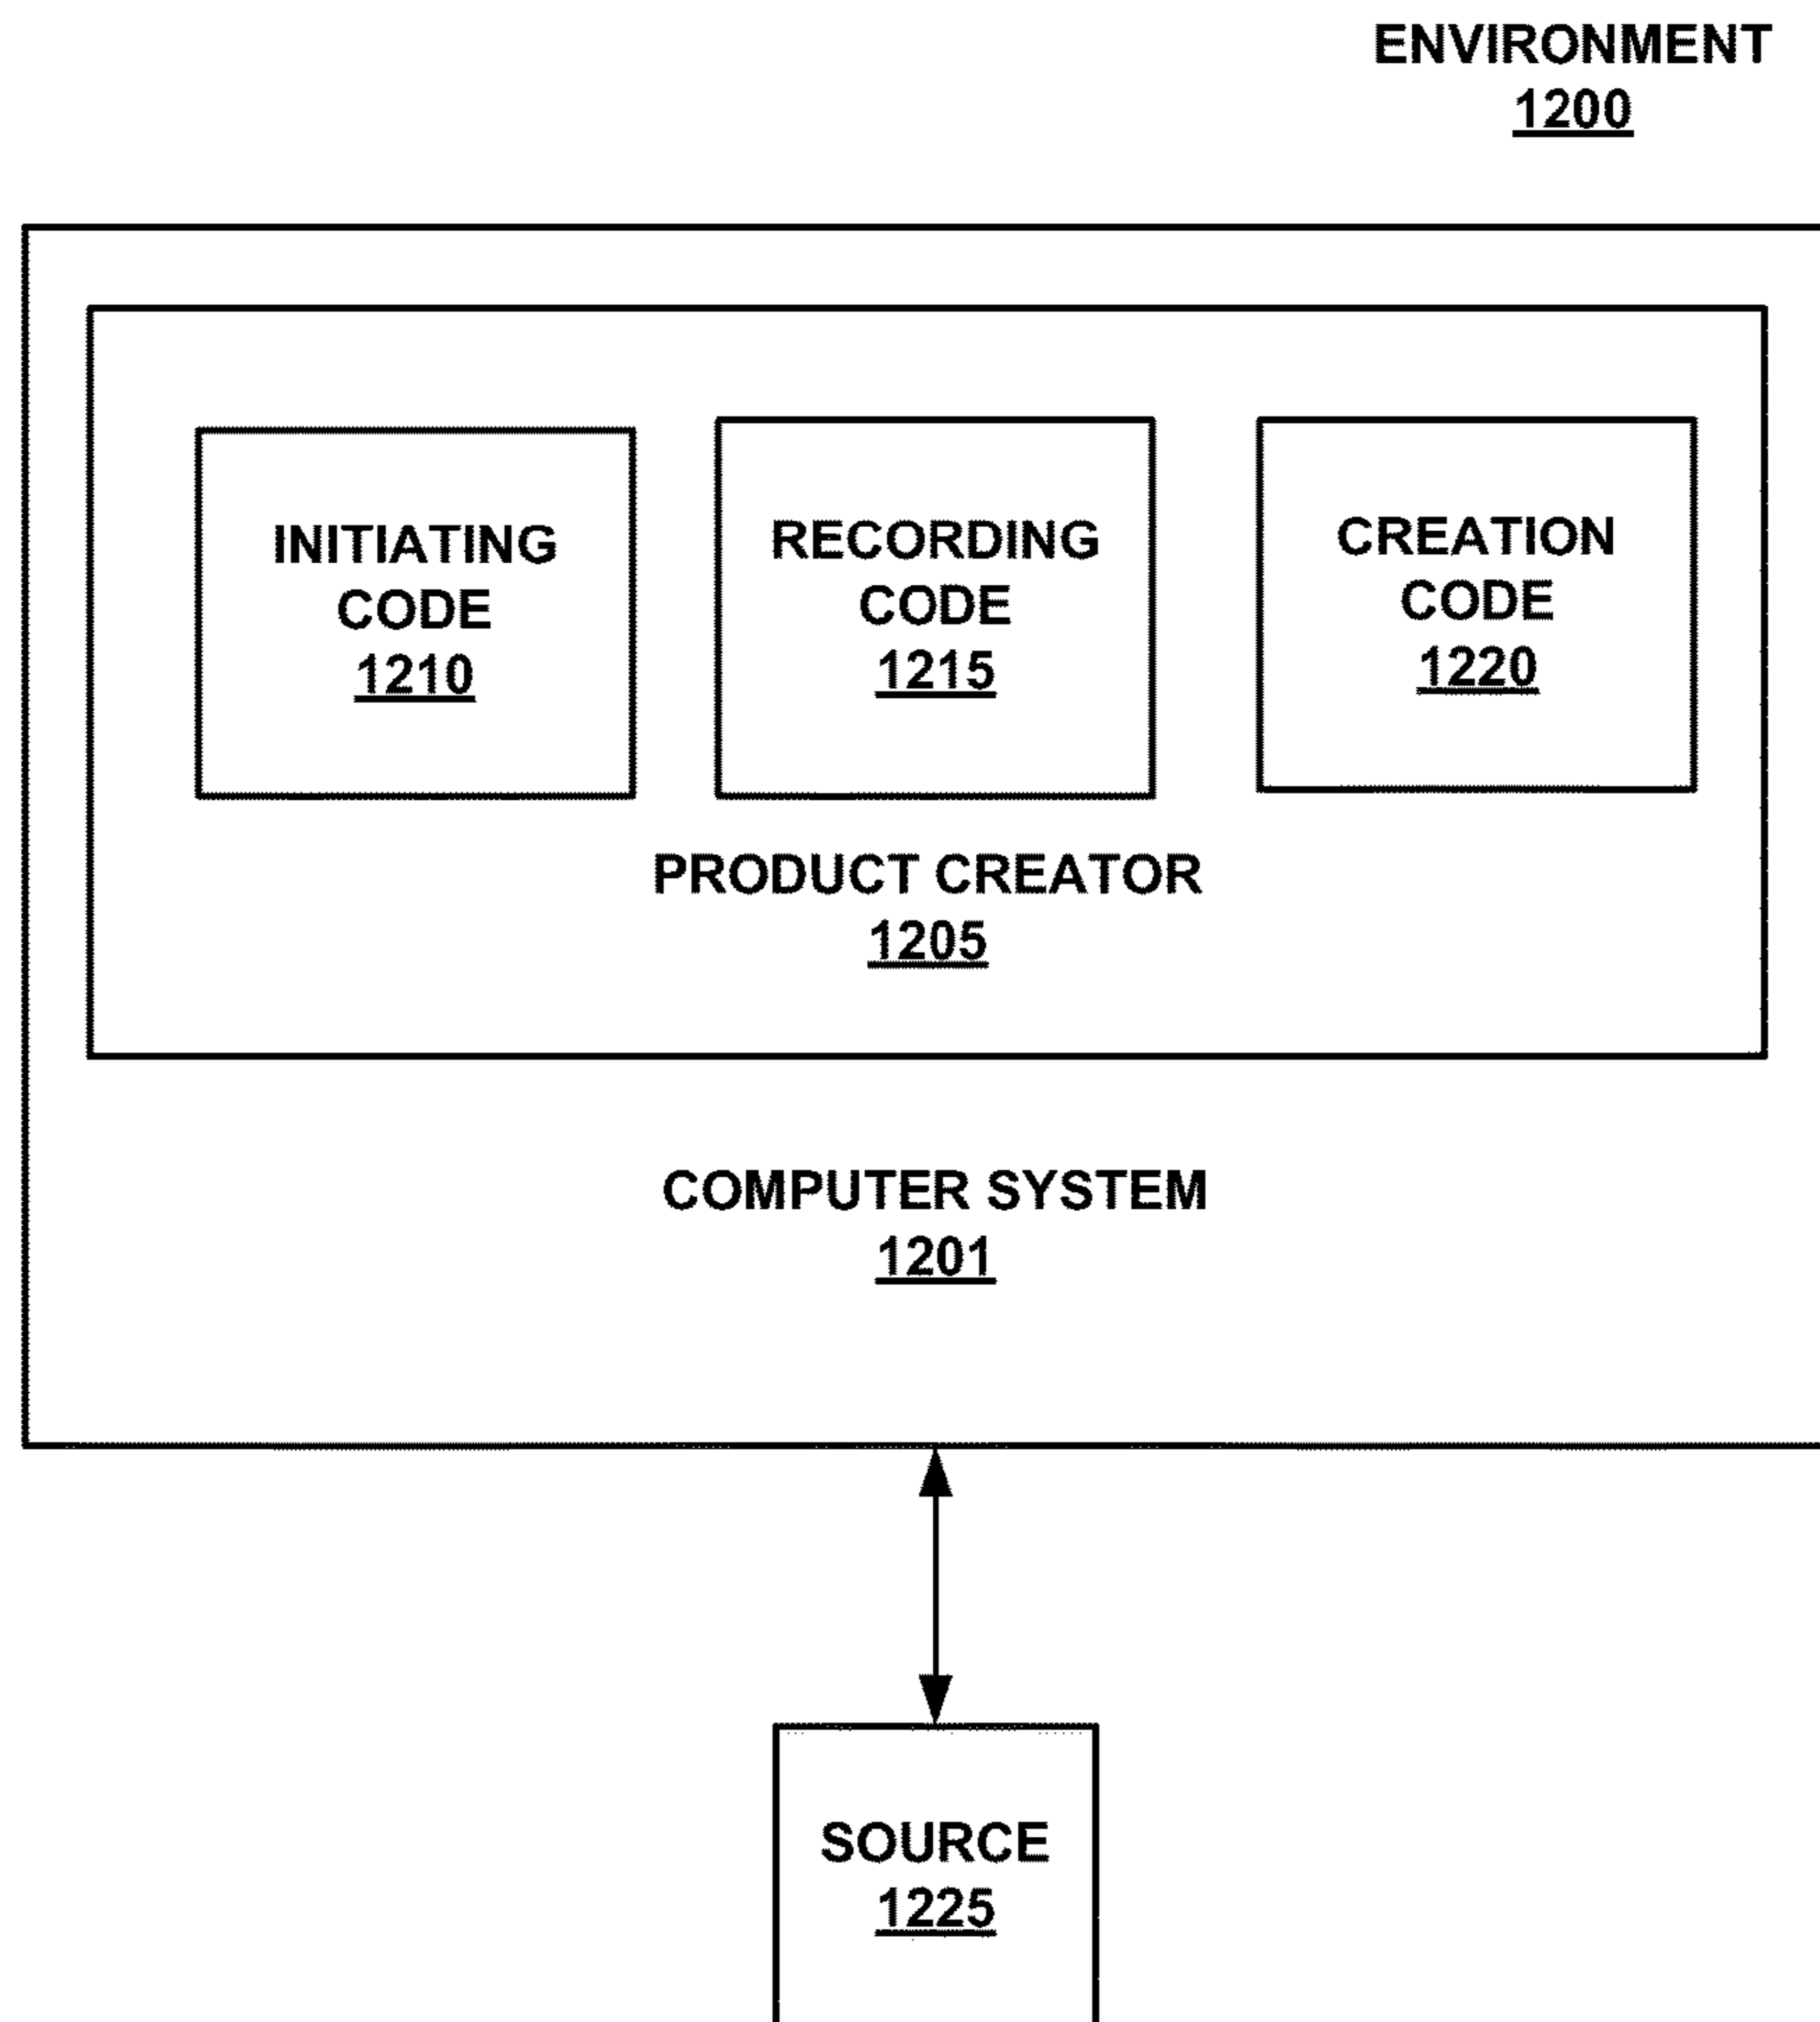 ENVIRONMENT
1200
INITIATING
CODE
1210
RECORDING
CODE
1215
CREATION
CODE
1220
PRODUCT CREATOR
1205
COMPUTER SYSTEM
1201
SOURCE
1225